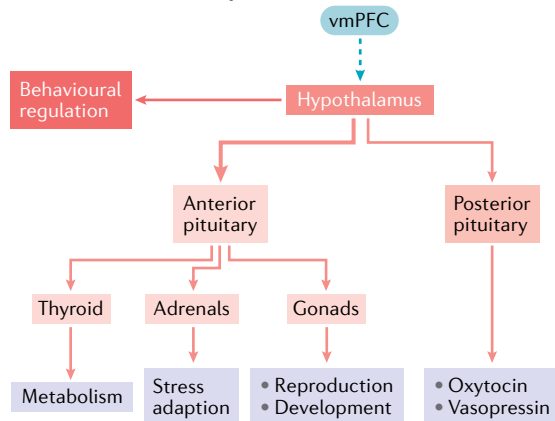 vmPFC
Behavioural
regulation
Hypothalamus
Anterior
pituitary
Posterior
pituitary
Thyroid
Adrenals
Gonads
Metabolism
Stress
adaption
• Reproduction
• Development
• Oxytocin
• Vasopressin